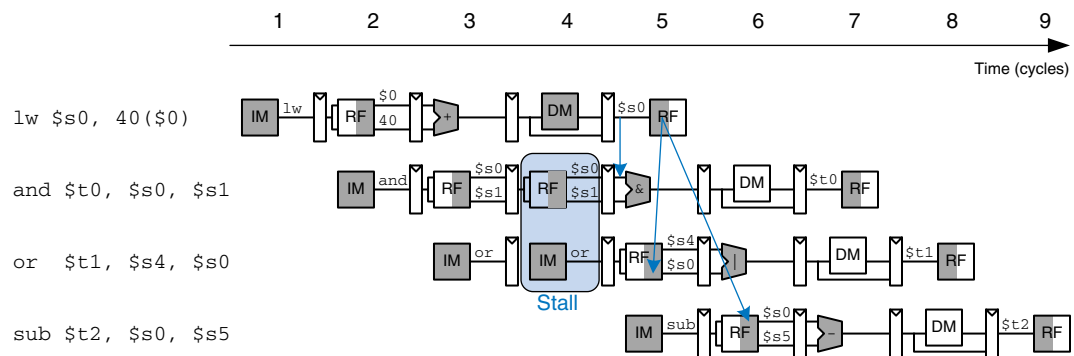 1 2 3 4 5 6 7 8 9
Time (cycles)
lw $s0, 40($0) IM lw RF $0 40 + DM $s0 RF
and $t0, $s0, $s1 IM and RF $s0 $s1 RF $s0 $s1 & DM $t0 RF
or $t1, $s4, $s0 IM or IM or RF $s4 $s0 | DM $t1 RF
Stall
sub $t2, $s0, $s5 IM sub RF $s0 $s5 - DM $t2 RF